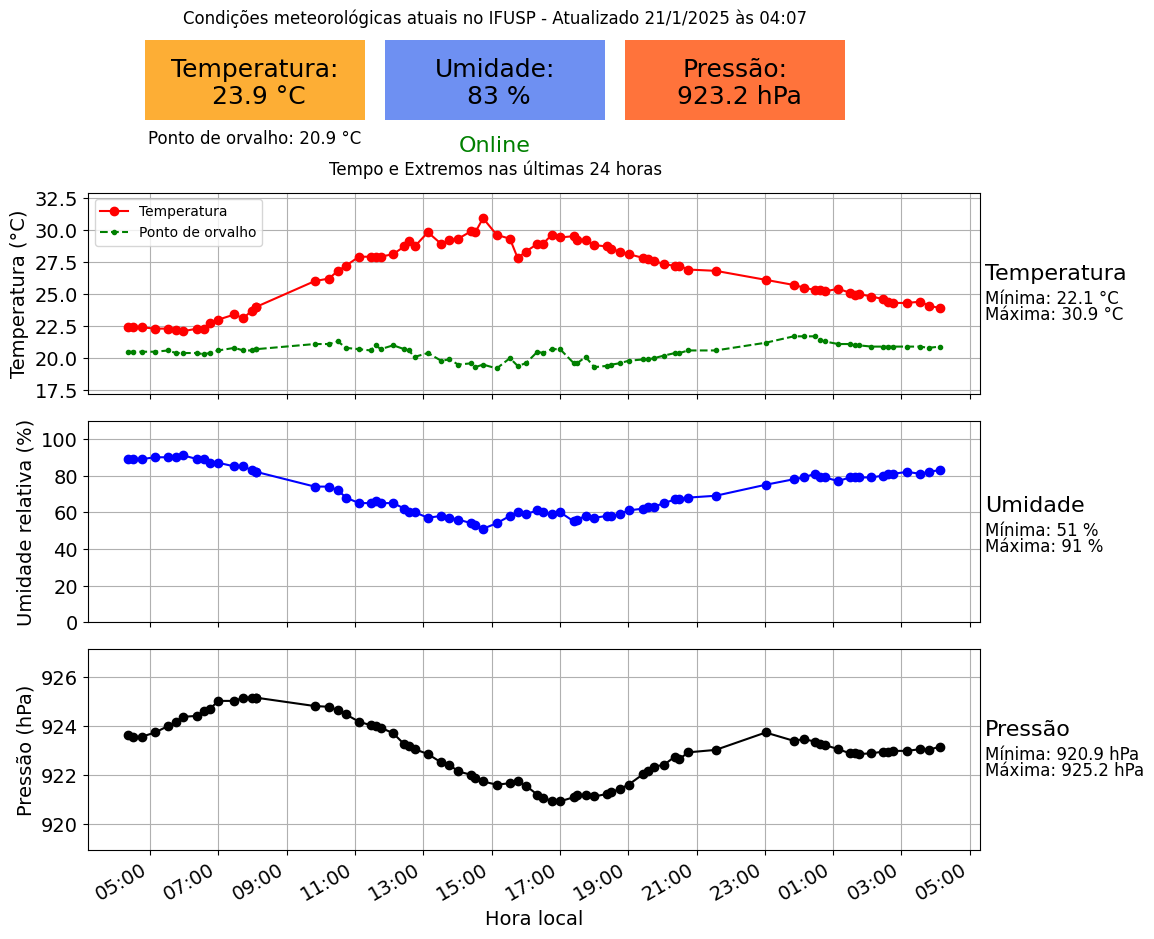 Condições meteorológicas atuais no IFUSP - Atualizado 21/1/2025 às 04:07
Temperatura:
23.9 °C
Umidade:
83 %
Pressão:
923.2 hPa
Ponto de orvalho: 20.9 °C
Online
Tempo e Extremos nas últimas 24 horas
Temperatura (°C)
32.5
30.0
27.5
25.0
22.5
20.0
17.5
Temperatura
Ponto de orvalho
Temperatura
Mínima: 22.1 °C
Máxima: 30.9 °C
Umidade relativa (%)
100
80
60
40
20
0
Umidade
Mínima: 51 %
Máxima: 91 %
Pressão (hPa)
926
924
922
920
Pressão
Mínima: 920.9 hPa
Máxima: 925.2 hPa
05:00
07:00
09:00
11:00
13:00
15:00
17:00
19:00
21:00
23:00
01:00
03:00
05:00
Hora local